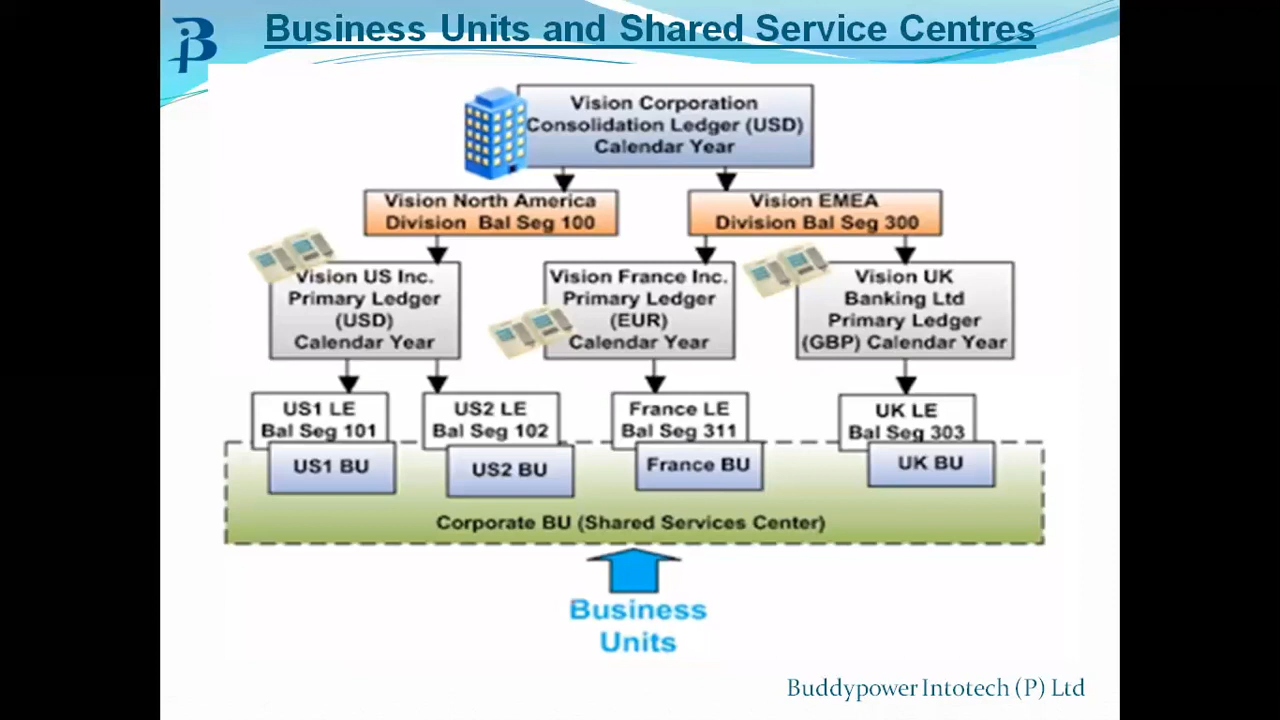 Business Units and Shared Service Centres
Vision Corporation
Consolidation Ledger (USD)
Calendar Year
Vision North America
Division Bal Seg 100
Vision EMEA
Division Bal Seg 300
Vision US Inc.
Primary Ledger
(USD)
Calendar Year
Vision France Inc.
Primary Ledger
(EUR)
Calendar Year
Vision UK
Banking Ltd
Primary Ledger
(GBP) Calendar Year
US1 LE
Bal Seg 101
US2 LE
Bal Seg 102
France LE
Bal Seg 311
UK LE
Bal Seg 303
US1 BU
US2 BU
France BU
UK BU
Corporate BU (Shared Services Center)
Business
Units
Buddypower Intotech (P) Ltd